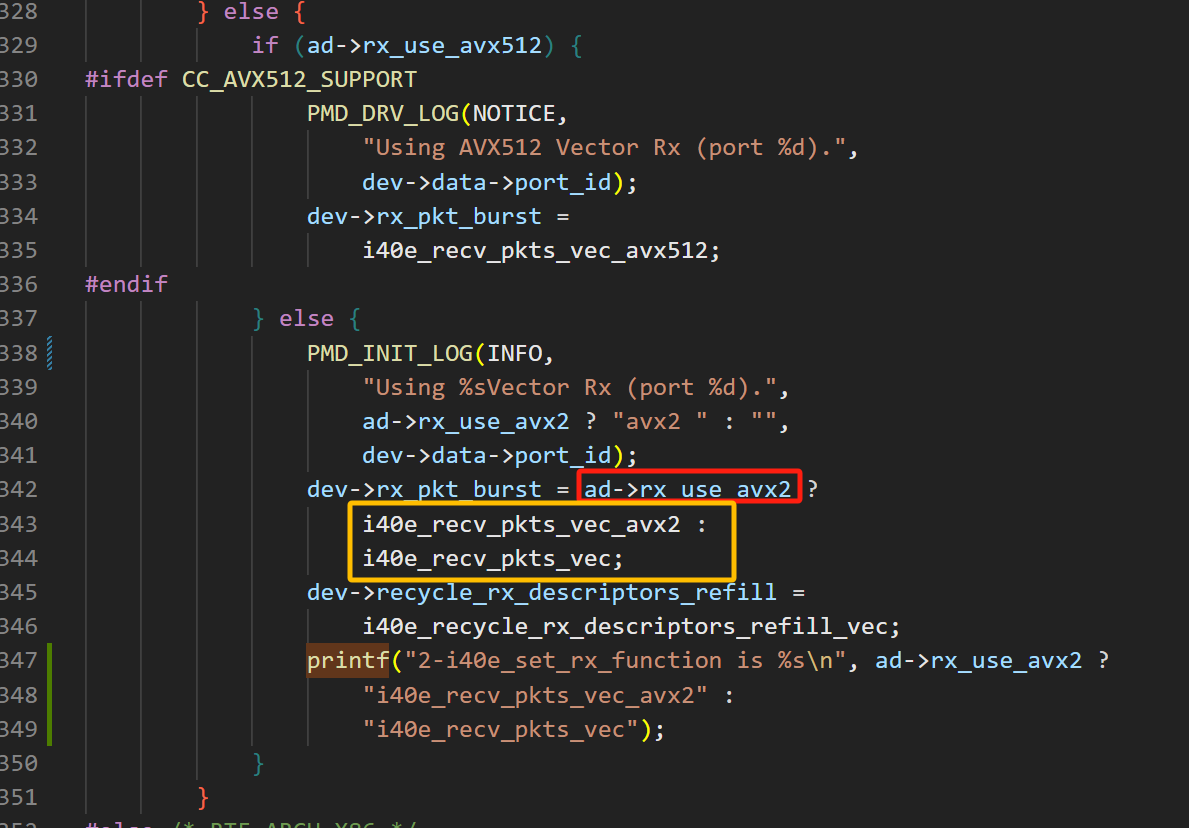 328 } else {
329 if (ad->rx_use_avx512) {
330 #ifdef CC_AVX512_SUPPORT
331 PMD_DRV_LOG(NOTICE,
332 "Using AVX512 Vector Rx (port %d).",
333 dev->data->port_id);
334 dev->rx_pkt_burst =
335 i40e_recv_pkts_vec_avx512;
336 #endif
337 } else {
338 PMD_INIT_LOG(INFO,
339 "Using %sVector Rx (port %d).",
340 ad->rx_use_avx2 ? "avx2 " : "",
341 dev->data->port_id);
342 dev->rx_pkt_burst = ad->rx_use_avx2 ?
343 i40e_recv_pkts_vec_avx2 :
344 i40e_recv_pkts_vec;
345 dev->recycle_rx_descriptors_refill =
346 i40e_recycle_rx_descriptors_refill_vec;
347 printf("2-i40e_set_rx_function is %s\n", ad->rx_use_avx2 ?
348 "i40e_recv_pkts_vec_avx2" :
349 "i40e_recv_pkts_vec");
350 }
351 }
352 #else /* RTE_ARCH_X86 */